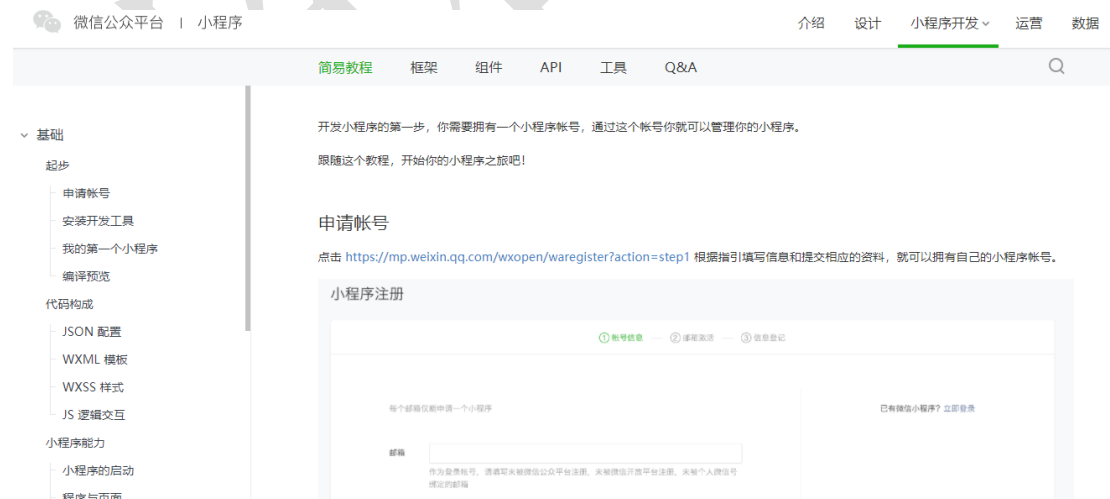 微信公众平台 | 小程序
介绍 设计 小程序开发 运营 数据
简易教程 框架 组件 API 工具 Q&A
基础
起步
申请帐号
安装开发工具
我的第一个小程序
编译预览
代码构成
JSON 配置
WXML 模板
WXSS 样式
JS 逻辑交互
小程序能力
小程序的启动
程序与页面
开发小程序的第一步，你需要拥有一个小程序帐号，通过这个帐号你就可以管理你的小程序。
跟随这个教程，开始你的小程序之旅吧！
申请帐号
点击 https://mp.weixin.qq.com/wxopen/waregister?action=step1 根据指引填写信息和提交相应的资料，就可以拥有自己的小程序帐号。
小程序注册
① 帐号信息 — ② 邮箱激活 — ③ 信息登记
每个邮箱仅能申请一个小程序
已有微信小程序？立即登录
邮箱
作为登录帐号，请填写未被微信公众平台注册，未被微信开放平台注册，未被个人微信号
绑定的邮箱